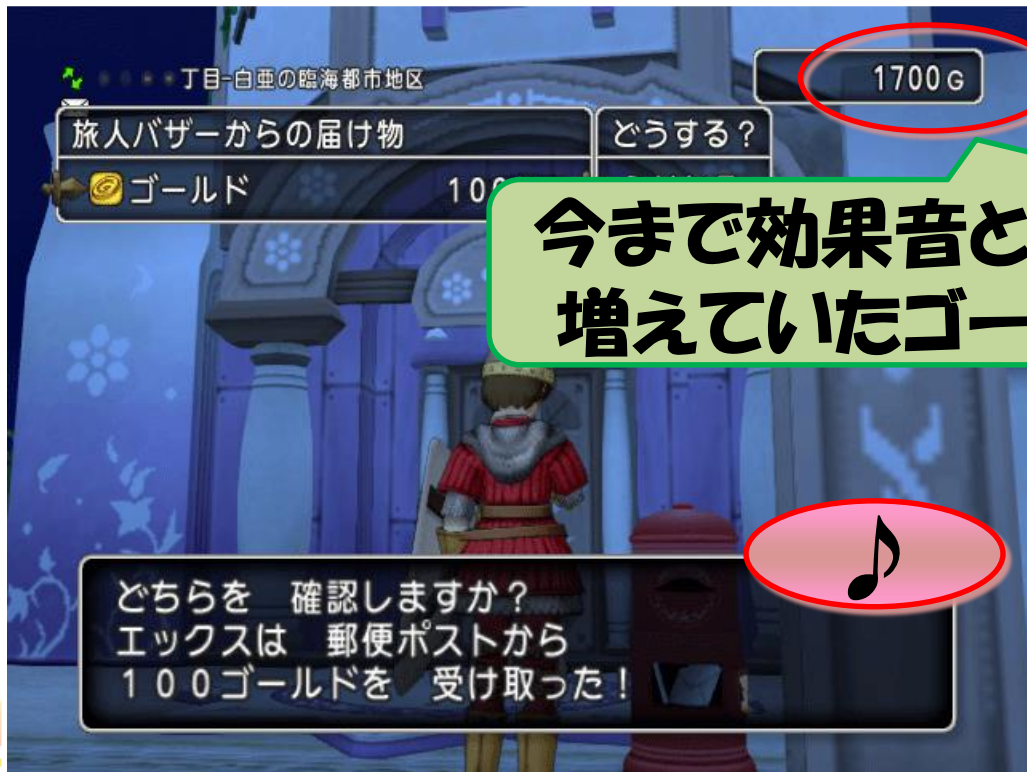 丁目-白亜の臨海都市地区
1700G
旅人バザーからの届け物
どうする？
ゴールド
今まで効果音と
増えていたゴー
どちらを 確認しますか？
エックスは 郵便ポストから
１００ゴールドを 受け取った！